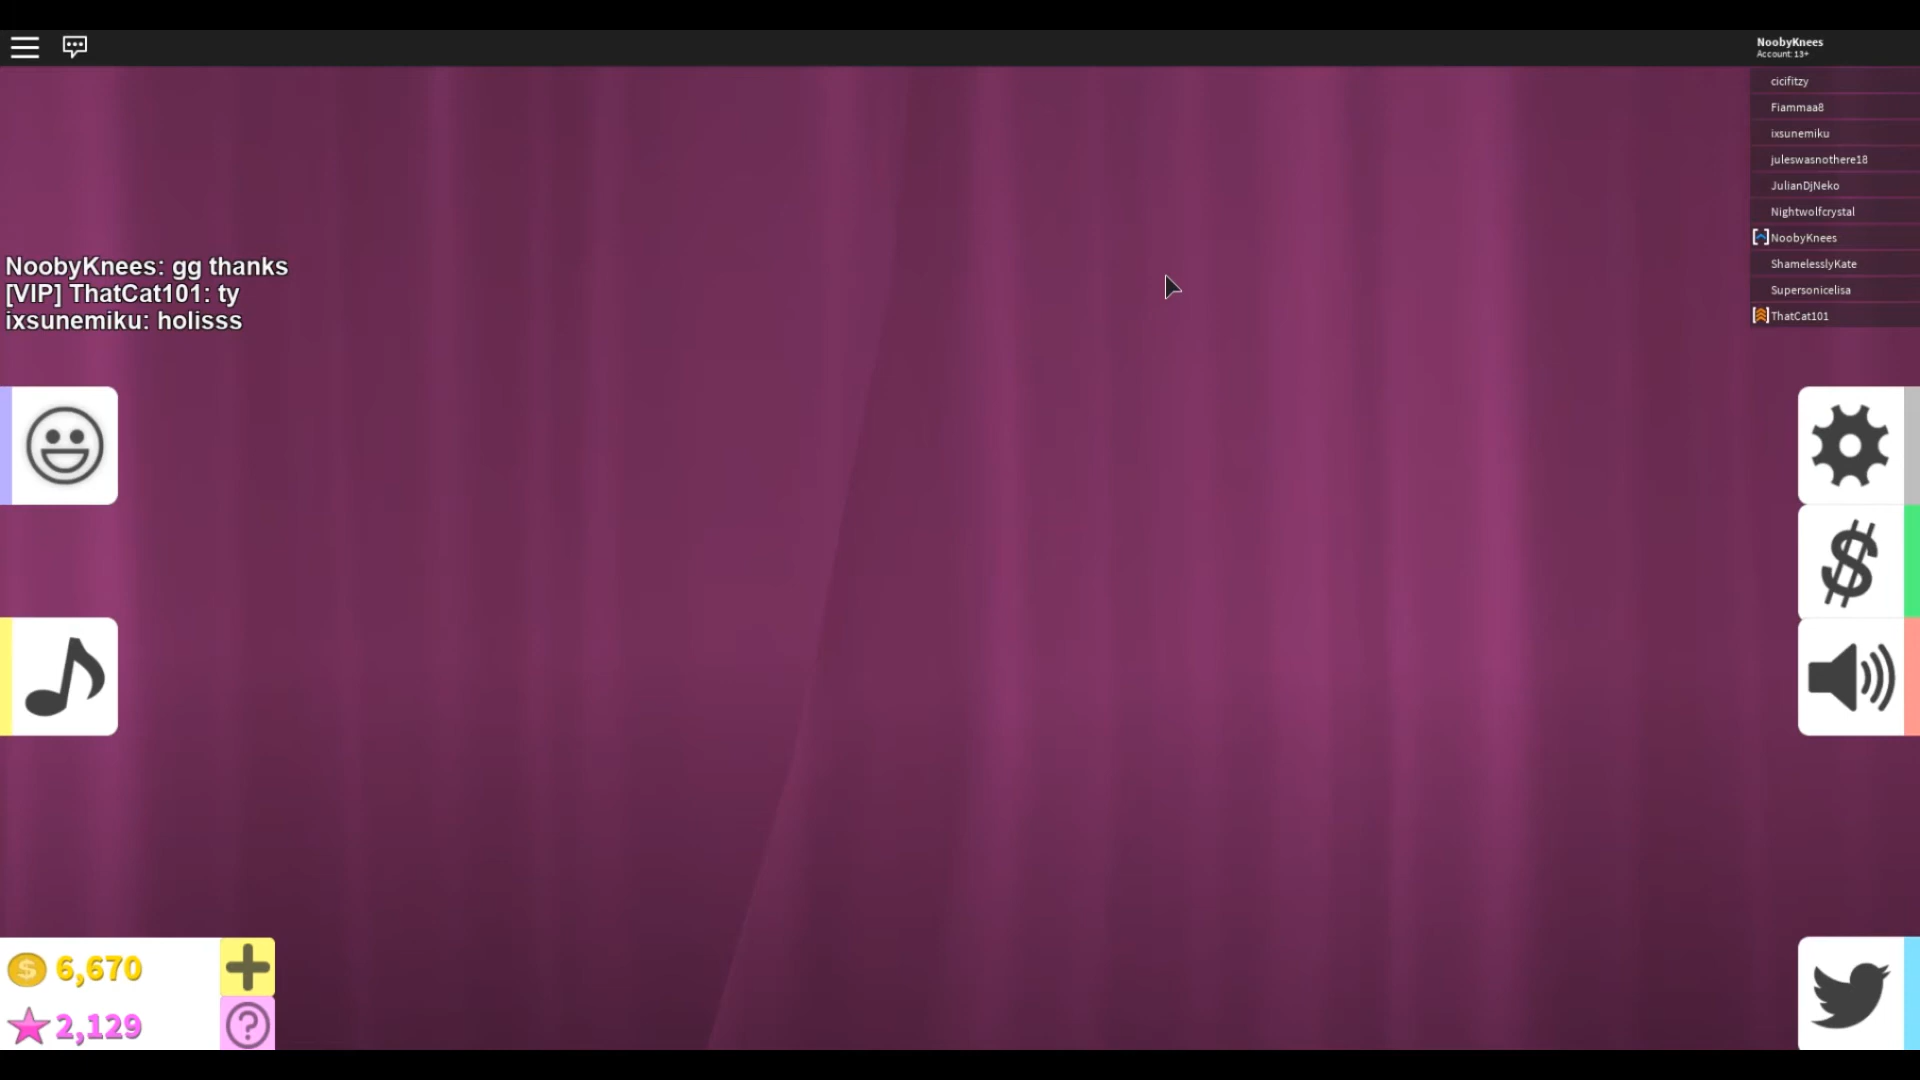 NoobyKnees
Account: 13+
cicifitzy
Fiammaa8
ixsunemiku
juleswasnothere18
JulianDjNeko
Nightwolfcrystal
NoobyKnees
ShamelesslyKate
Supersonicelisa
ThatCat101
NoobyKnees: gg thanks
[VIP] ThatCat101: ty
ixsunemiku: holisss
6,670
2,129